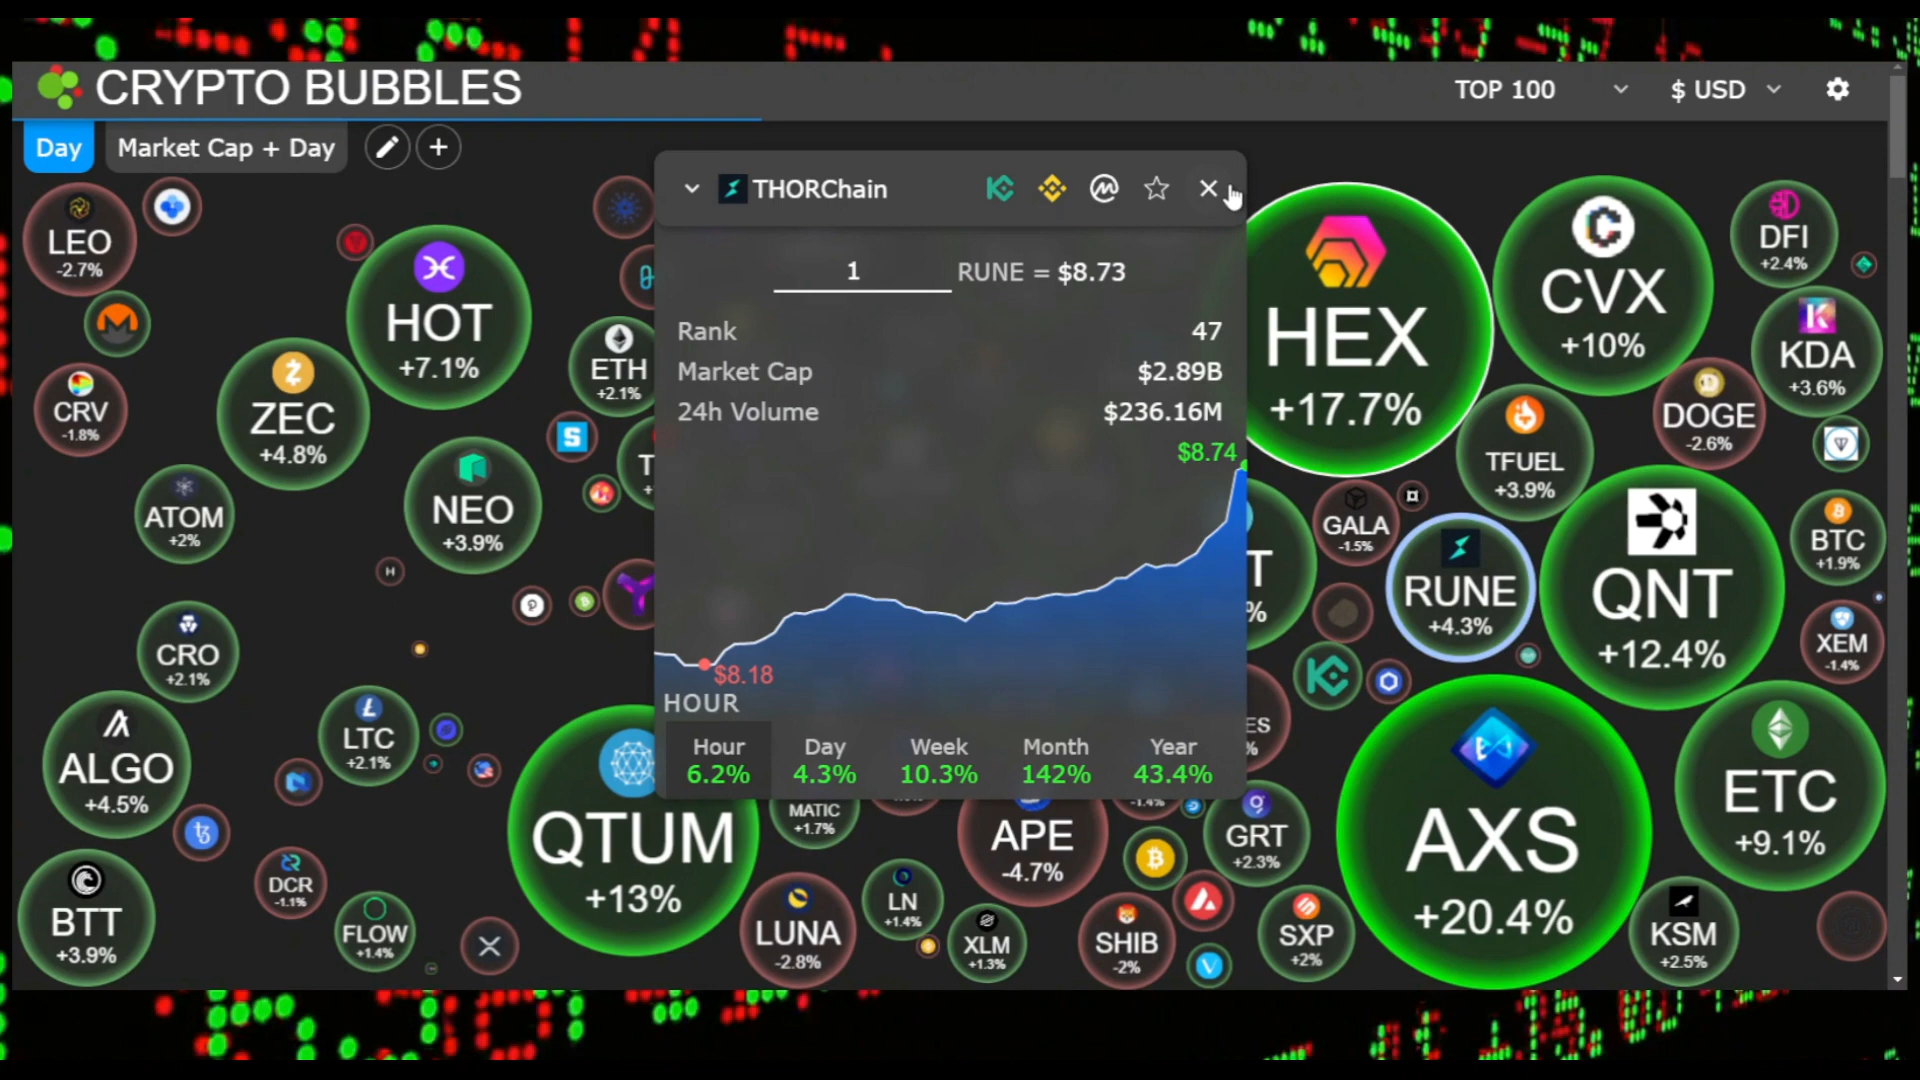 CRYPTO BUBBLES
TOP 100
$ USD
Day
Market Cap + Day
THORChain
1
RUNE = $8.73
Rank
47
Market Cap
$2.89B
24h Volume
$236.16M
$8.74
$8.18
HOUR
Hour
Day
Week
Month
Year
6.2%
4.3%
10.3%
142%
43.4%
LEO
-2.7%
HOT
+7.1%
ETH
+2.1%
CRV
-1.8%
ZEC
+4.8%
ATOM
+2%
NEO
+3.9%
CRO
+2.1%
LTC
+2.1%
ALGO
+4.5%
BTT
+3.9%
DCR
-1.1%
FLOW
+1.4%
QTUM
+13%
MATIC
+1.7%
LUNA
-2.8%
LN
+1.4%
XLM
+1.3%
APE
-4.7%
-1.4%
SHIB
-2%
GRT
+2.3%
SXP
+2%
HEX
+17.7%
CVX
+10%
DFI
+2.4%
KDA
+3.6%
DOGE
-2.6%
TFUEL
+3.9%
GALA
-1.5%
RUNE
+4.3%
QNT
+12.4%
BTC
+1.9%
XEM
-1.4%
AXS
+20.4%
ETC
+9.1%
KSM
+2.5%